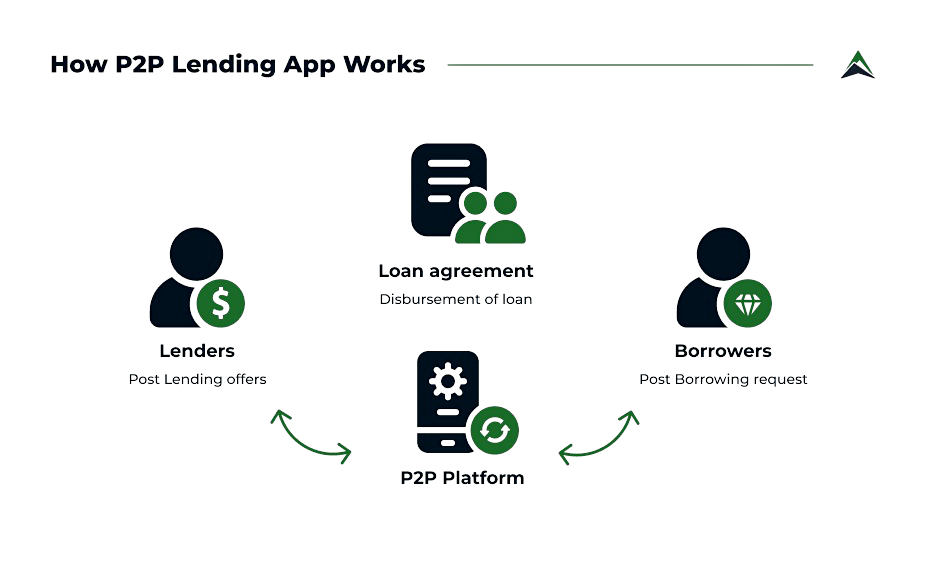 How P2P Lending App Works
Loan agreement
Disbursement of loan
Lenders
Post Lending offers
Borrowers
Post Borrowing request
P2P Platform